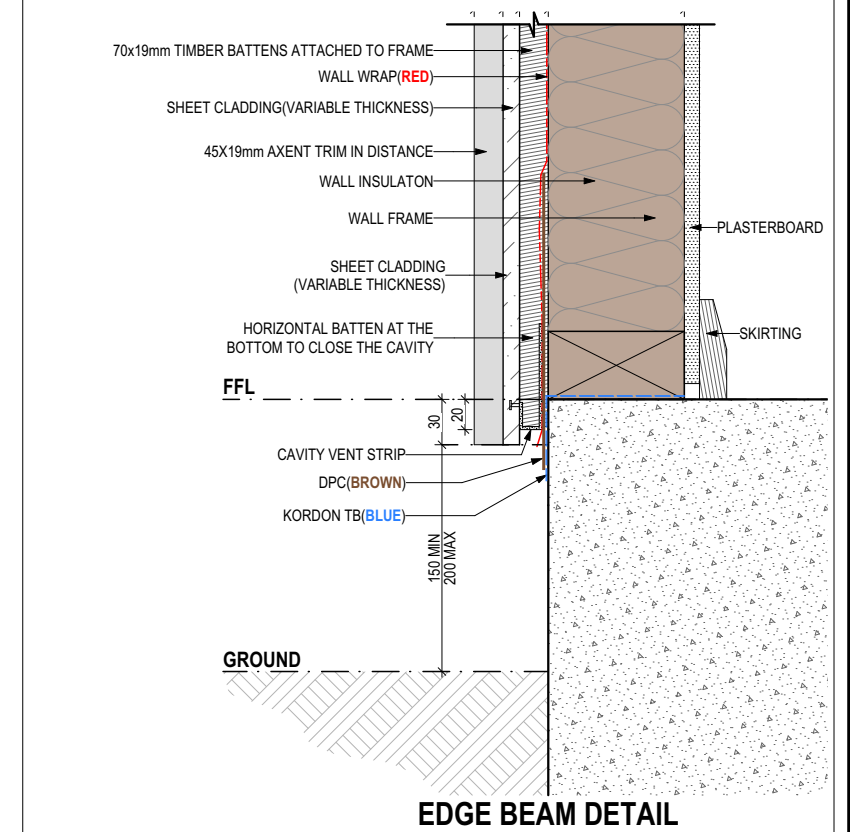 70x19mm TIMBER BATTENS ATTACHED TO FRAME
WALL WRAP(RED)
SHEET CLADDING(VARIABLE THICKNESS)
45X19mm AXENT TRIM IN DISTANCE
WALL INSULATON
WALL FRAME
PLASTERBOARD
SHEET CLADDING
(VARIABLE THICKNESS)
HORIZONTAL BATTEN AT THE
BOTTOM TO CLOSE THE CAVITY
SKIRTING
FFL
30
20
CAVITY VENT STRIP
DPC(BROWN)
KORDON TB(BLUE)
150 MIN
200 MAX
GROUND
EDGE BEAM DETAIL